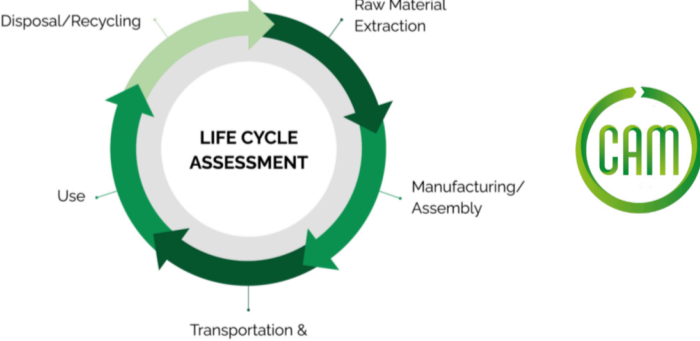 Disposal/Recycling
Raw Material
Extraction
LIFE CYCLE
ASSESSMENT
Manufacturing/
Assembly
Use
Transportation &
CAM